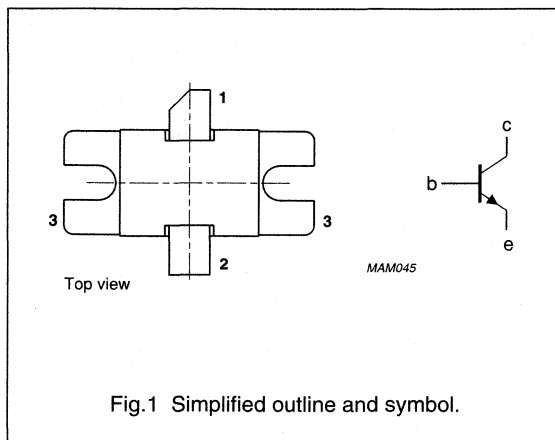 1
c
b
3
3
e
2
MAM045
Top view
Fig.1 Simplified outline and symbol.